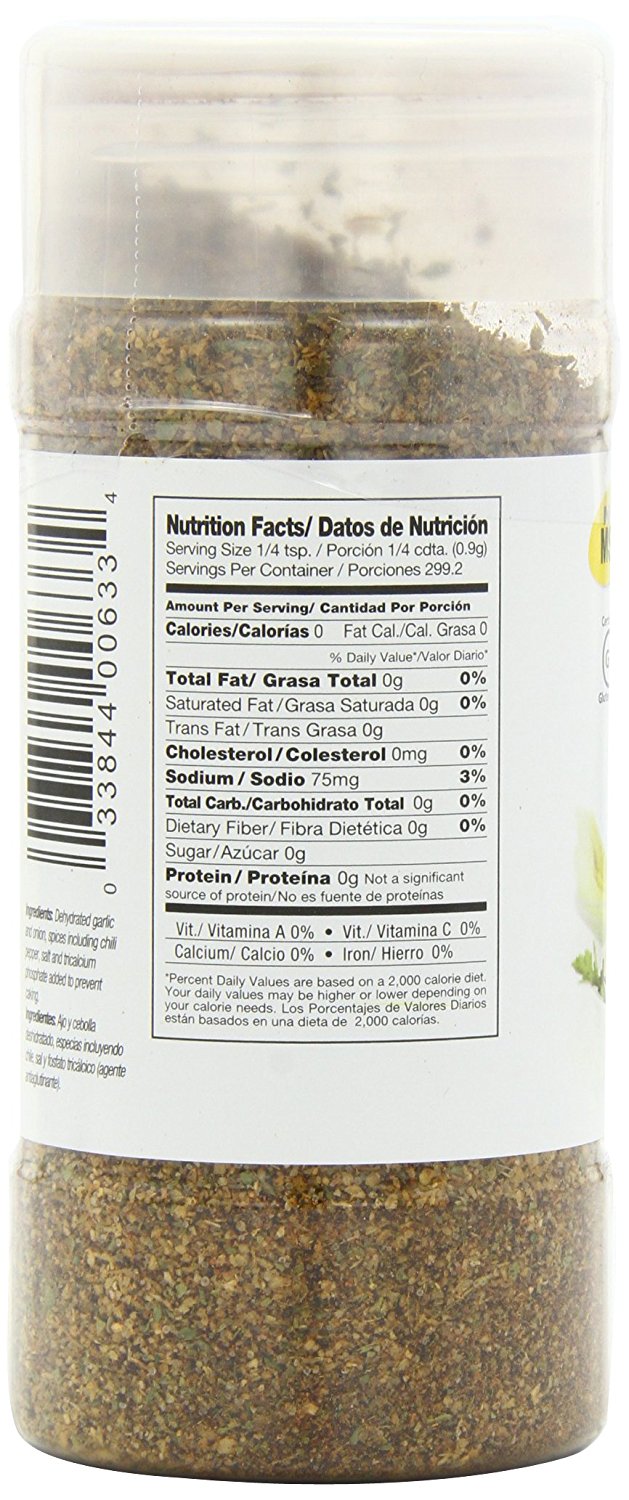 Nutrition Facts/ Datos de Nutrición
Serving Size 1/4 tsp. / Porción 1/4 cdta. (0.9g)
Servings Per Container / Porciones 299.2
Amount Per Serving/ Cantidad Por Porción
Calories/Calorías 0 Fat Cal./Cal. Grasa 0
% Daily Value*/Valor Diario*
Total Fat/ Grasa Total 0g 0%
Saturated Fat/Grasa Saturada 0g 0%
Trans Fat/Trans Grasa 0g
Cholesterol/Colesterol 0mg 0%
Sodium/Sodio 75mg 3%
Total Carb./Carbohidrato Total 0g 0%
Dietary Fiber/ Fibra Dietética 0g 0%
Sugar/Azúcar 0g
Protein/ Proteína 0g Not a significant
source of protein/No es fuente de proteínas
Vit./ Vitamina A 0% • Vit./ Vitamina C 0%
Calcium/ Calcio 0% • Iron/ Hierro 0%
*Percent Daily Values are based on a 2,000 calorie diet.
Your daily values may be higher or lower depending on
your calorie needs. Los Porcentajes de Valores Diarios
están basados en una dieta de 2,000 calorías.
0 33844 00633 4
Ingredients: Dehydrated garlic
and onion, spices including chili
pepper, salt and tricalcium
phosphate added to prevent
caking.
Ingredientes: Ajo y cebolla
deshidratado, especias incluyendo
chile, sal y fosfato tricálcico (agente
antiaglutinante).